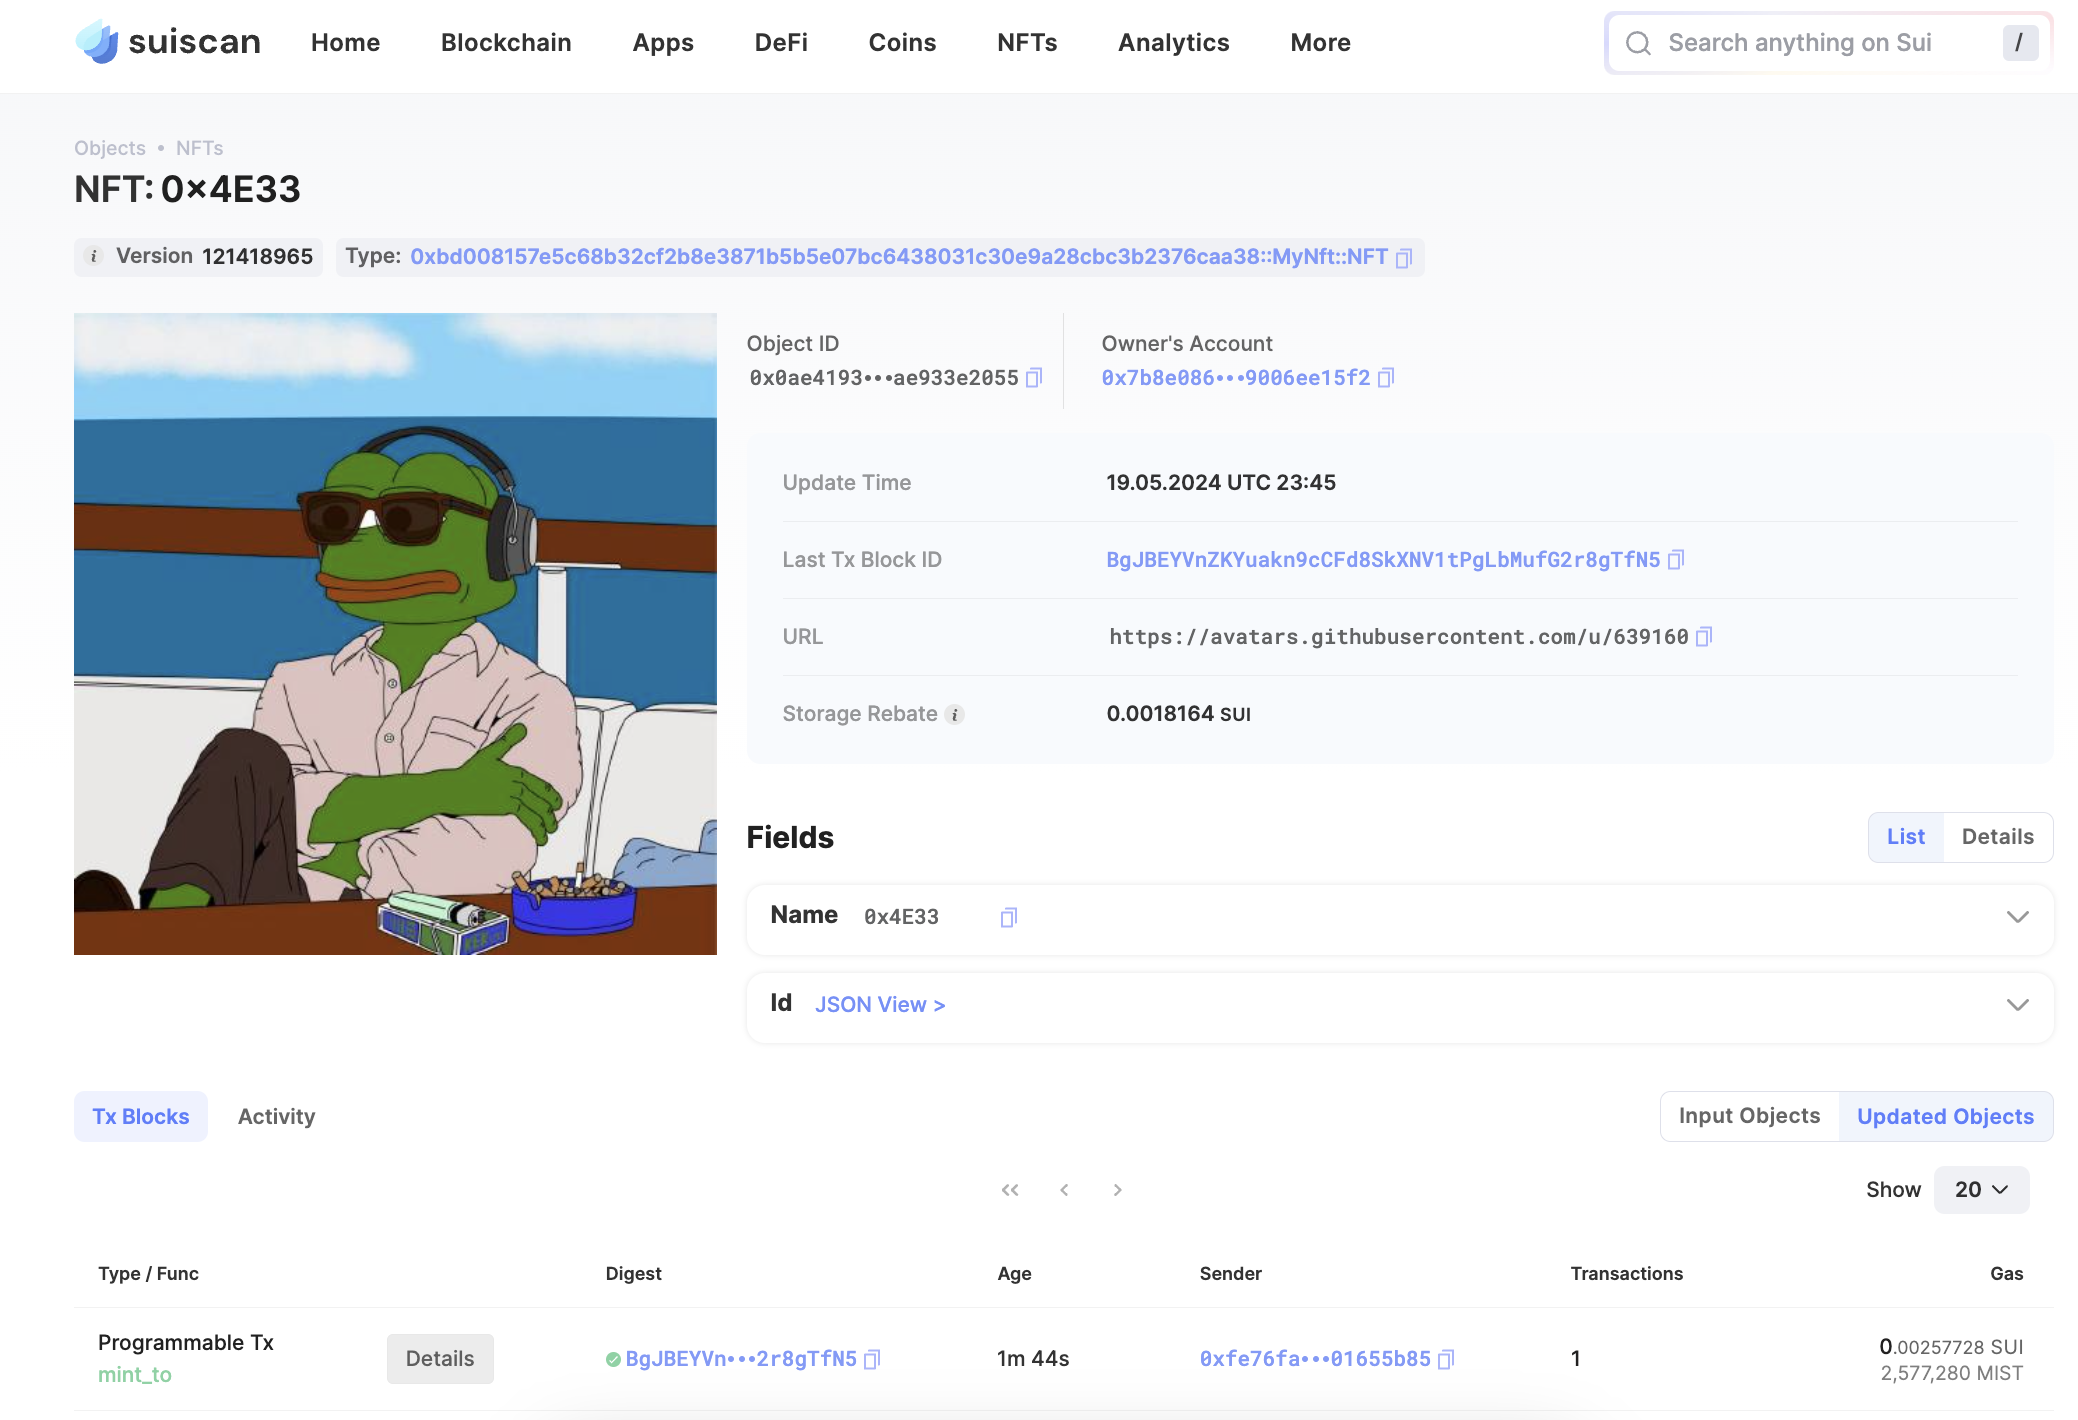 suiscan Home Blockchain Apps DeFi Coins NFTs Analytics More Search anything on Sui /
Objects • NFTs
NFT: 0x4E33
i Version 121418965 Type: 0xbd008157e5c68b32cf2b8e3871b5b5e07bc6438031c30e9a28cbc3b2376caa38::MyNft::NFT
Object ID
0x0ae4193•••ae933e2055
Owner's Account
0x7b8e086•••9006ee15f2
Update Time 19.05.2024 UTC 23:45
Last Tx Block ID BgJBEYVnZKYuakn9cCFd8SkXNV1tPgLbMufG2r8gTfN5
URL https://avatars.githubusercontent.com/u/639160
Storage Rebate i 0.0018164 SUI
Fields List Details
Name 0x4E33
Id JSON View >
Tx Blocks Activity Input Objects Updated Objects
Show 20
Type / Func Digest Age Sender Transactions Gas
Programmable Tx Details BgJBEYVn•••2r8gTfN5 1m 44s 0xfe76fa•••01655b85 1 0.00257728 SUI
mint_to 2,577,280 MIST